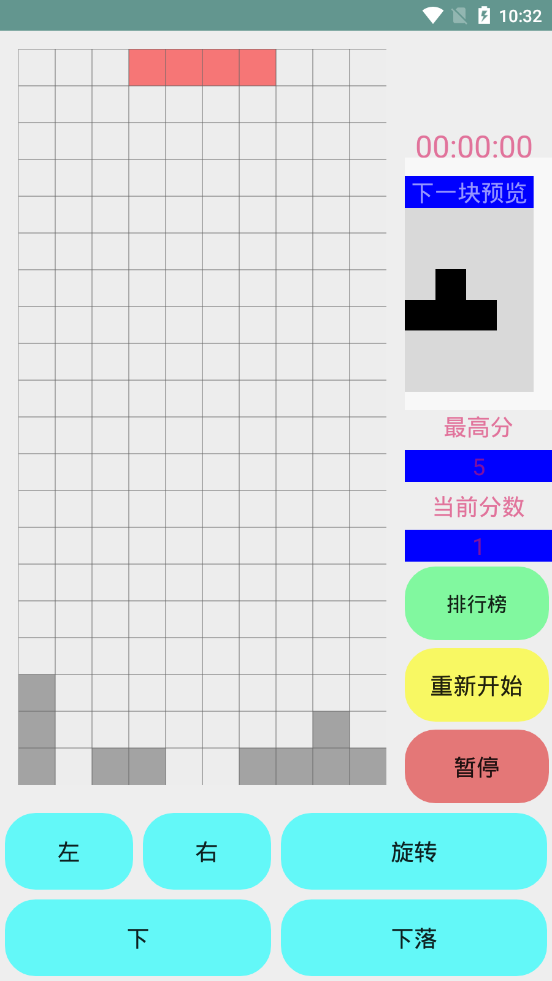 10:32
00:00:00
下一块预览
最高分
5
当前分数
1
排行榜
重新开始
暂停
左
右
旋转
下
下落